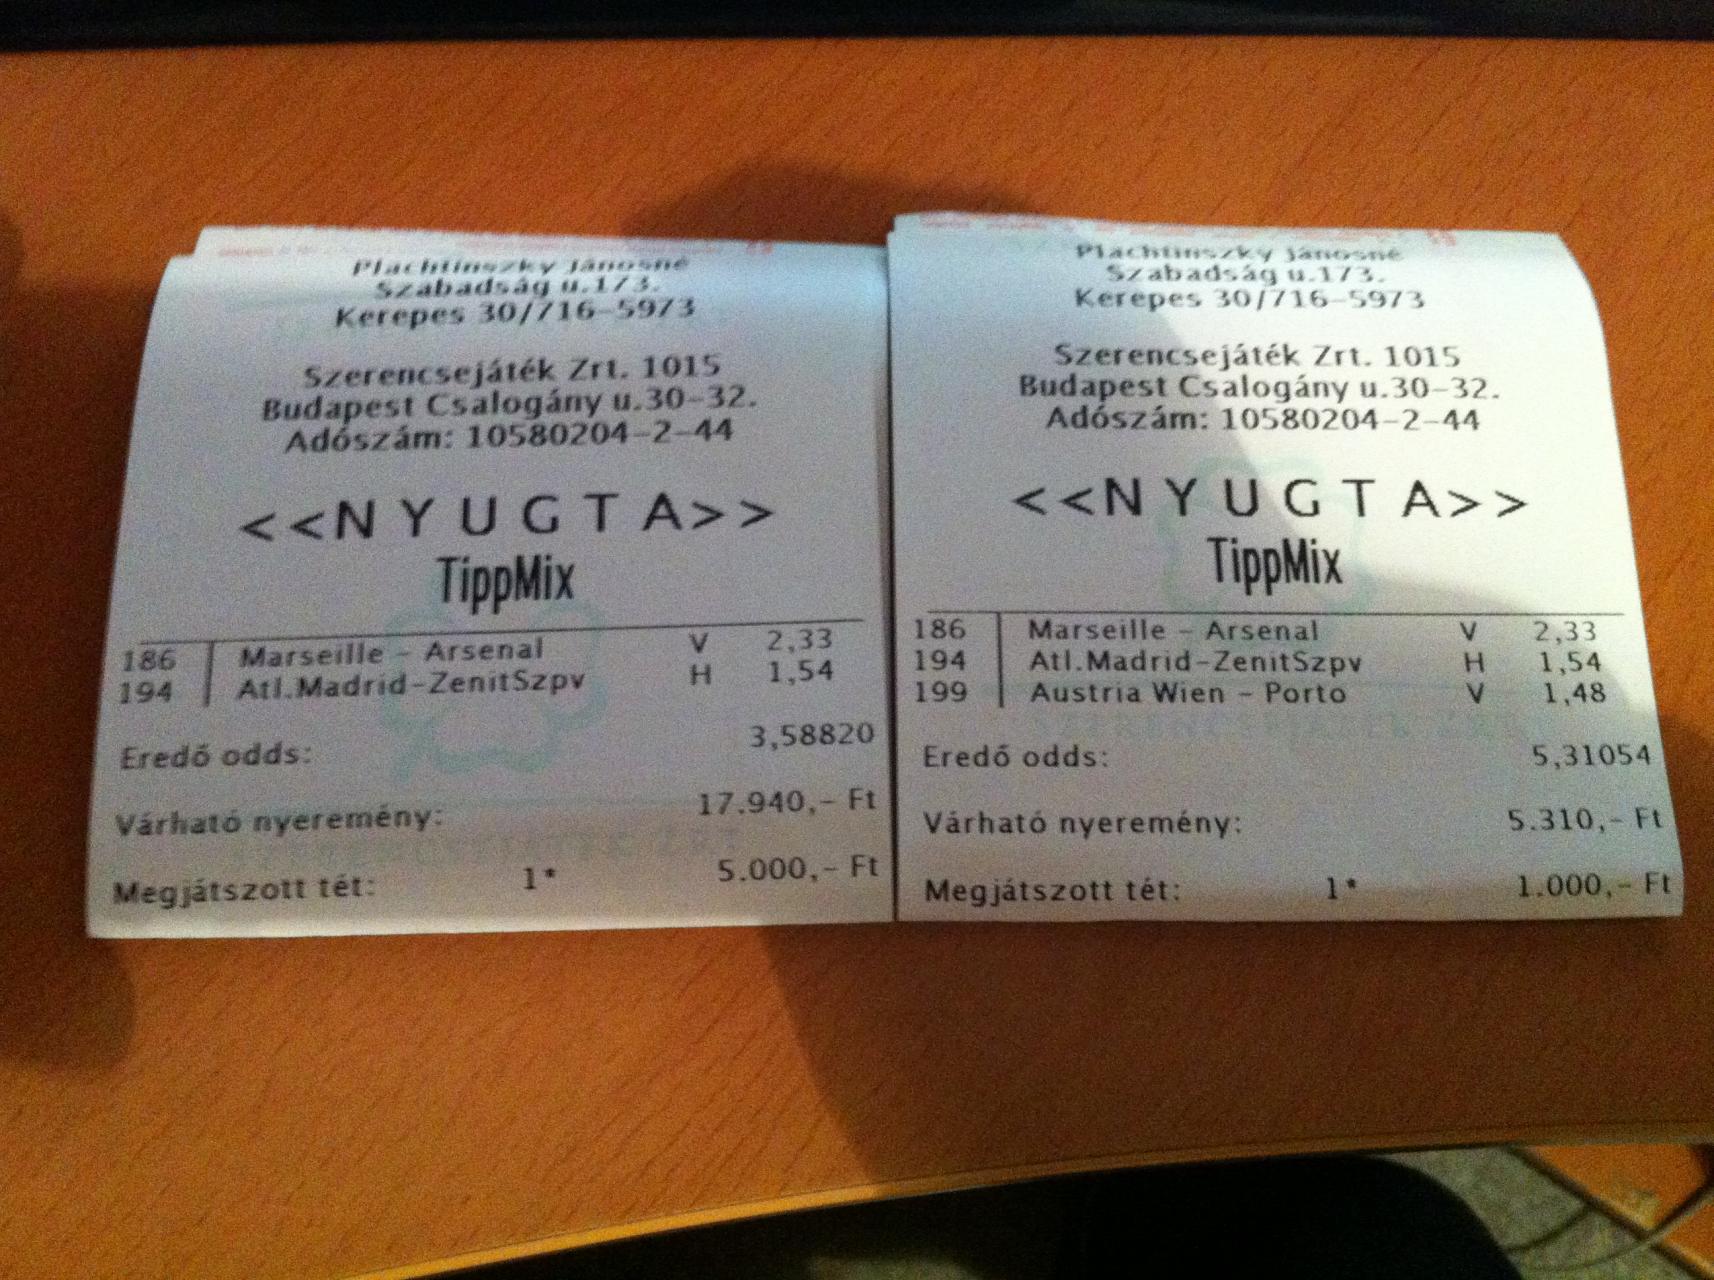 Plachtinszky Jánosné
Szabadság u.173.
Kerepes 30/716-5973
Szerencsejáték Zrt. 1015
Budapest Csalogány u.30-32.
Adószám: 10580204-2-44
<<N Y U G T A>>
TippMix
186 Marseille - Arsenal V 2,33
194 Atl.Madrid-ZenitSzpv H 1,54
Eredő odds: 3,58820
Várható nyeremény: 17.940,- Ft
Megjátszott tét: 1* 5.000,- Ft
Plachtinszky Jánosné
Szabadság u.173.
Kerepes 30/716-5973
Szerencsejáték Zrt. 1015
Budapest Csalogány u.30-32.
Adószám: 10580204-2-44
<<N Y U G T A>>
TippMix
186 Marseille - Arsenal V 2,33
194 Atl.Madrid-ZenitSzpv H 1,54
199 Austria Wien - Porto V 1,48
Eredő odds: 5,31054
Várható nyeremény: 5.310,- Ft
Megjátszott tét: 1* 1.000,- Ft